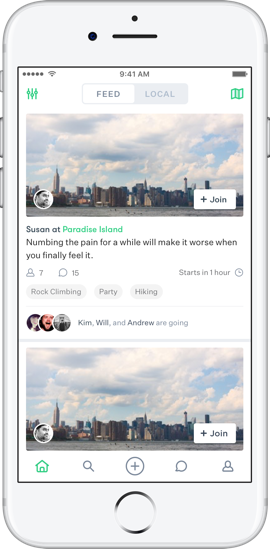 9:41 AM
FEED LOCAL
+ Join
Susan at Paradise Island
Numbing the pain for a while will make it worse when
you finally feel it.
7 15 Starts in 1 hour
Rock Climbing Party Hiking
Kim, Will, and Andrew are going
+ Join